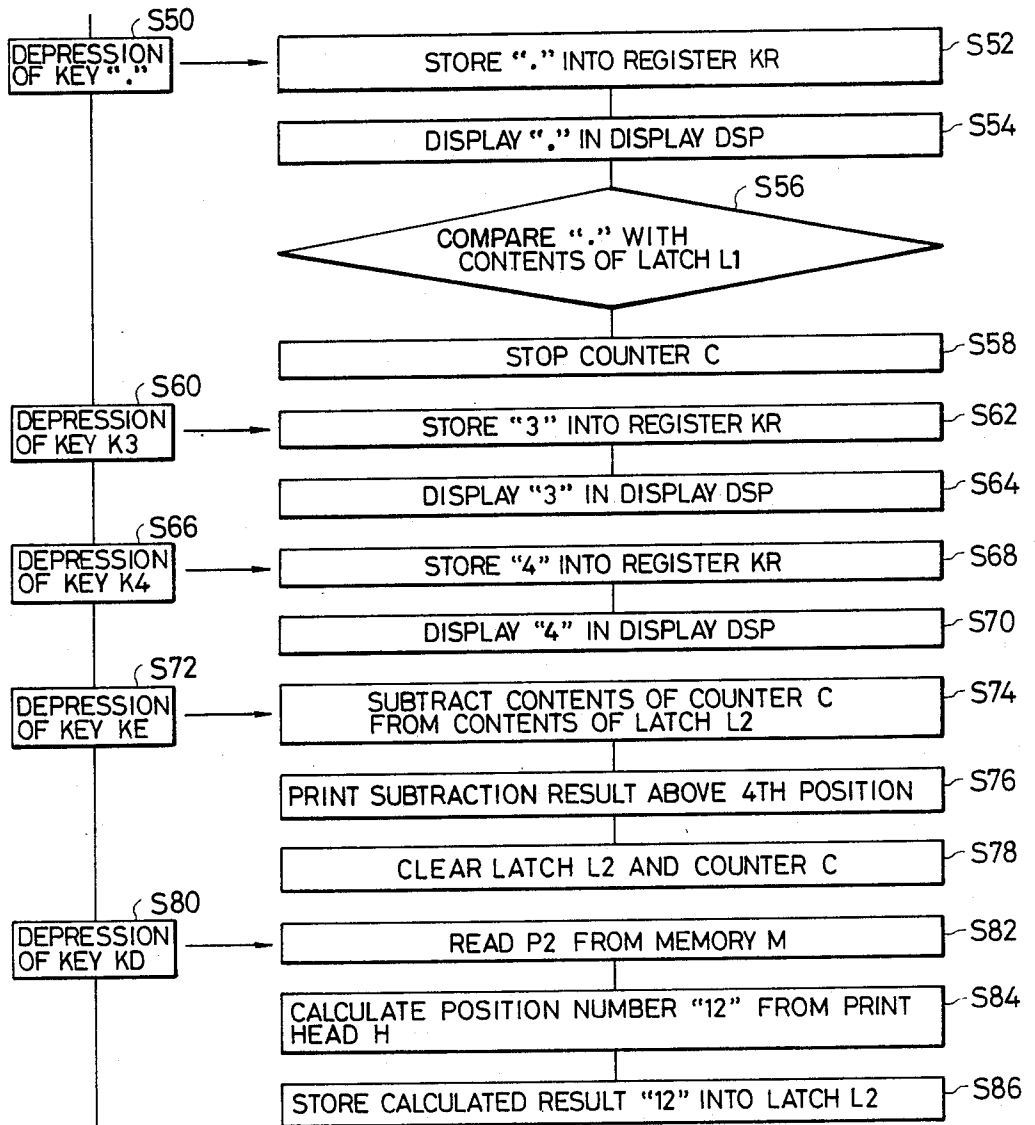 S50
DEPRESSION
OF KEY "."
STORE "." INTO REGISTER KR
S52
DISPLAY "." IN DISPLAY DSP
S54
S56
COMPARE "." WITH
CONTENTS OF LATCH L1
STOP COUNTER C
S58
S60
DEPRESSION
OF KEY K3
STORE "3" INTO REGISTER KR
S62
DISPLAY "3" IN DISPLAY DSP
S64
S66
DEPRESSION
OF KEY K4
STORE "4" INTO REGISTER KR
S68
DISPLAY "4" IN DISPLAY DSP
S70
S72
DEPRESSION
OF KEY KE
SUBTRACT CONTENTS OF COUNTER C
FROM CONTENTS OF LATCH L2
S74
PRINT SUBTRACTION RESULT ABOVE 4TH POSITION
S76
CLEAR LATCH L2 AND COUNTER C
S78
S80
DEPRESSION
OF KEY KD
READ P2 FROM MEMORY M
S82
CALCULATE POSITION NUMBER "12" FROM PRINT
HEAD H
S84
STORE CALCULATED RESULT "12" INTO LATCH L2
S86